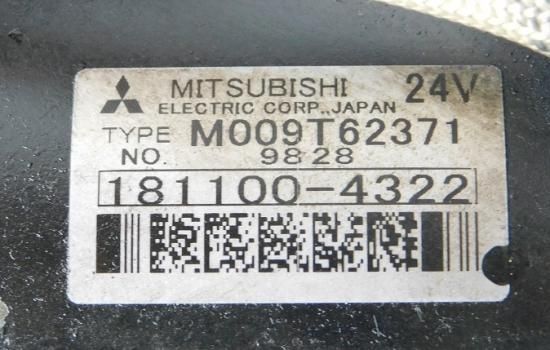 MITSUBISHI 24V
ELECTRIC CORP., JAPAN
TYPE M009T62371
NO. 9828
181100-4322